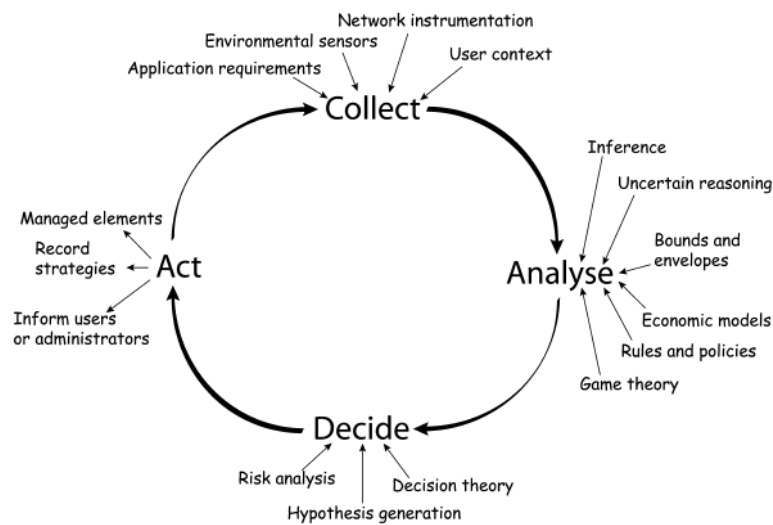 Network instrumentation
Environmental sensors
User context
Application requirements
Collect
Inference
Uncertain reasoning
Managed elements
Bounds and
envelopes
Record
strategies
Act
Analyse
Inform users
or administrators
Economic models
Rules and policies
Game theory
Decide
Risk analysis
Decision theory
Hypothesis generation